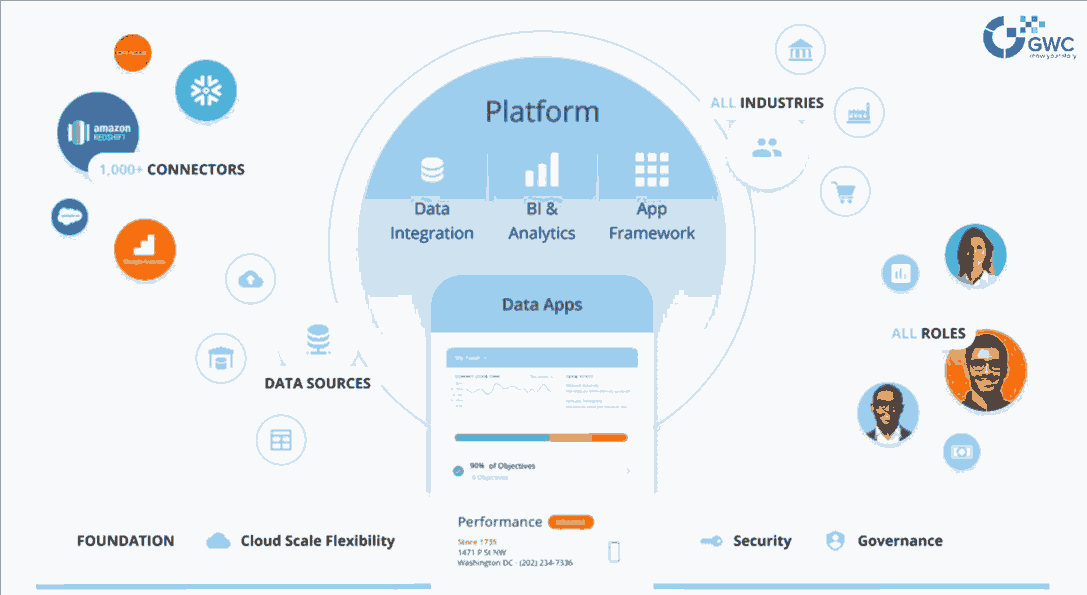 GWC
Platform
ALL INDUSTRIES
amazon
REDSHIFT
1,000+ CONNECTORS
Data
Integration
BI &
Analytics
App
Framework
Data Apps
ALL ROLES
DATA SOURCES
90% of Objectives
6 Objectives
Performance
Store 1735
1471 P St NW
Washington DC · (202) 234-7336
FOUNDATION
Cloud Scale Flexibility
Security
Governance